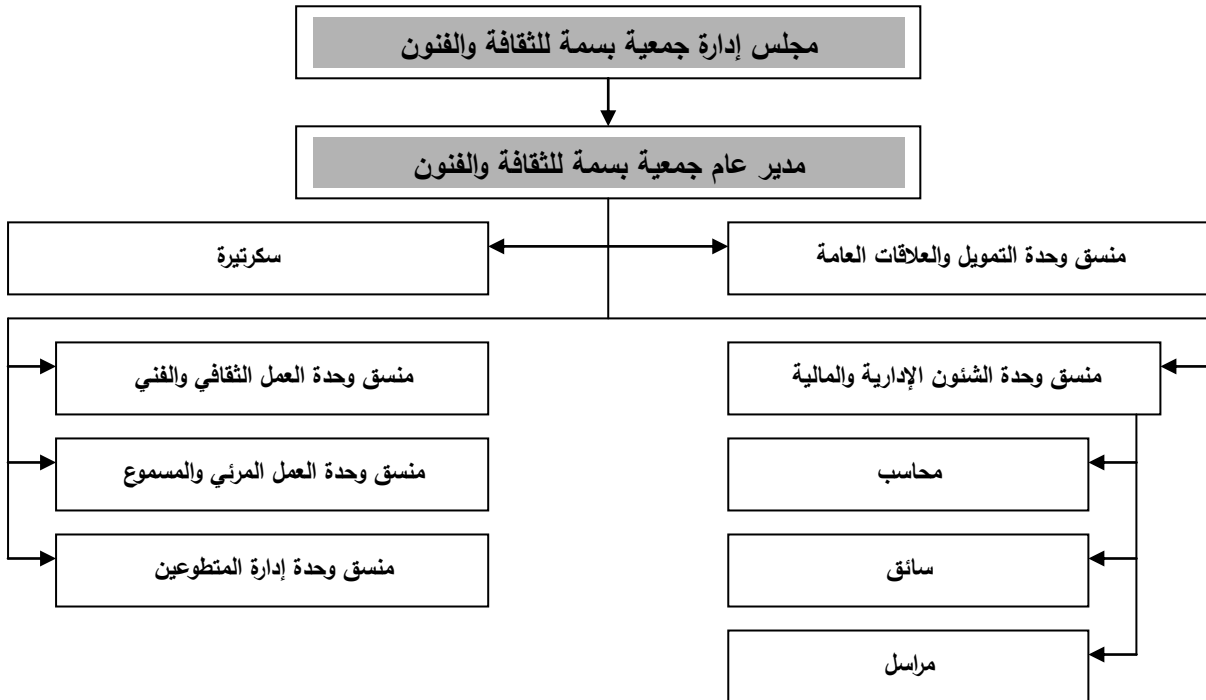 مجلس إدارة جمعية بسمة للثقافة والفنون
مدير عام جمعية بسمة للثقافة والفنون
منسق وحدة التمويل والعلاقات العامة
سكرتيرة
منسق وحدة الشئون الإدارية والمالية
منسق وحدة العمل الثقافي والفني
محاسب
منسق وحدة العمل المرئي والمسموع
سائق
منسق وحدة إدارة المتطوعين
مراسل